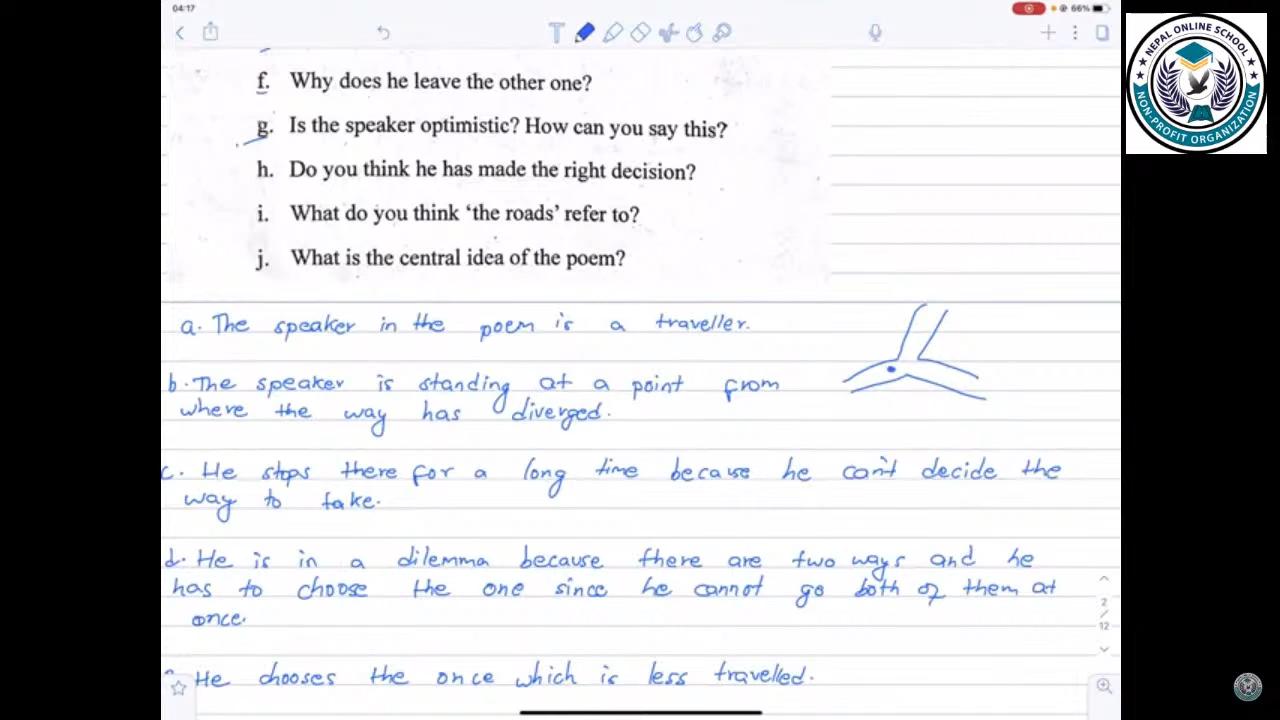 04:17
66%
f. Why does he leave the other one?
g. Is the speaker optimistic? How can you say this?
h. Do you think he has made the right decision?
i. What do you think ‘the roads’ refer to?
j. What is the central idea of the poem?
a. The speaker in the poem is a traveller.
b. The speaker is standing at a point from
where the way has diverged.
c. He stops there for a long time because he can't decide the
way to take.
d. He is in a dilemma because there are two ways and he
has to choose the one since he cannot go both of them at
once.
He chooses the once which is less travelled.
2
/
12
NEPAL ONLINE SCHOOL
NON-PROFIT ORGANIZATION